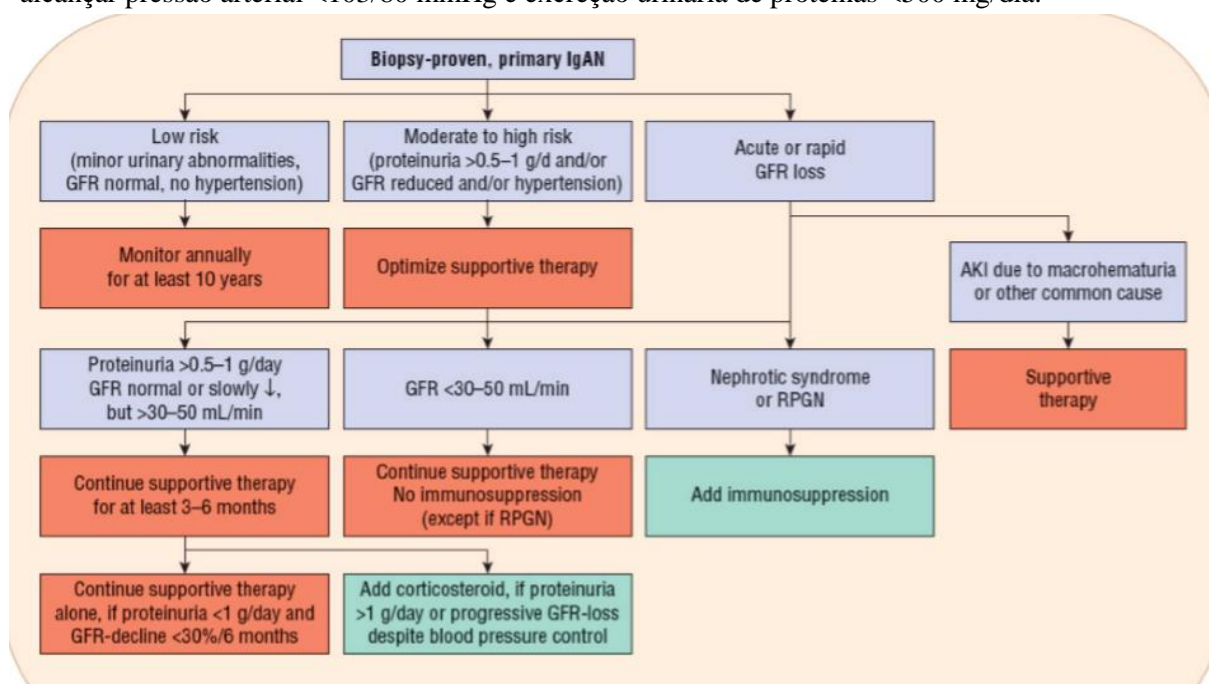 alcançar pressão arterial <105/80 mmHg e excreção urinária de proteínas <300 mg/dia.
Biopsy-proven, primary IgAN
Low risk
(minor urinary abnormalities,
GFR normal, no hypertension)
Moderate to high risk
(proteinuria >0.5–1 g/d and/or
GFR reduced and/or hypertension)
Acute or rapid
GFR loss
Monitor annually
for at least 10 years
Optimize supportive therapy
AKI due to macrohematuria
or other common cause
Proteinuria >0.5–1 g/day
GFR normal or slowly ↓,
but >30–50 mL/min
GFR <30–50 mL/min
Nephrotic syndrome
or RPGN
Supportive
therapy
Continue supportive therapy
for at least 3–6 months
Continue supportive therapy
No immunosuppression
(except if RPGN)
Add immunosuppression
Continue supportive therapy
alone, if proteinuria <1 g/day and
GFR-decline <30%/6 months
Add corticosteroid, if proteinuria
>1 g/day or progressive GFR-loss
despite blood pressure control